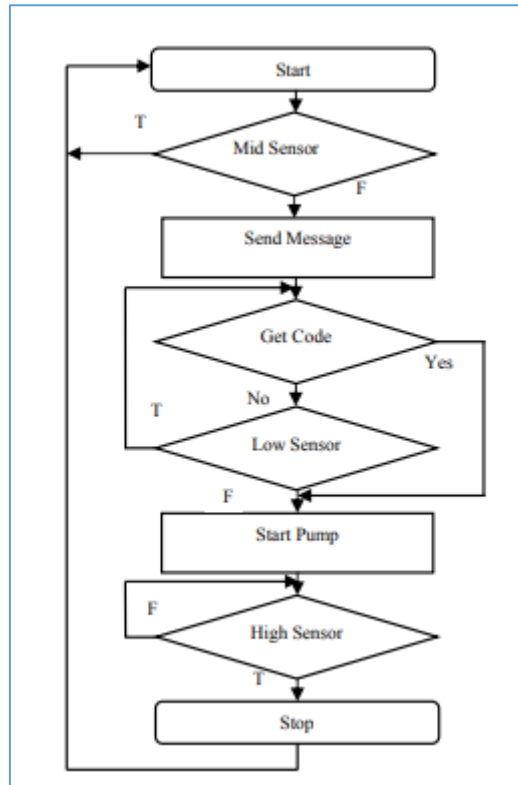 Start
T
Mid Sensor
F
Send Message
Get Code
Yes
No
T
Low Sensor
F
Start Pump
F
High Sensor
T
Stop